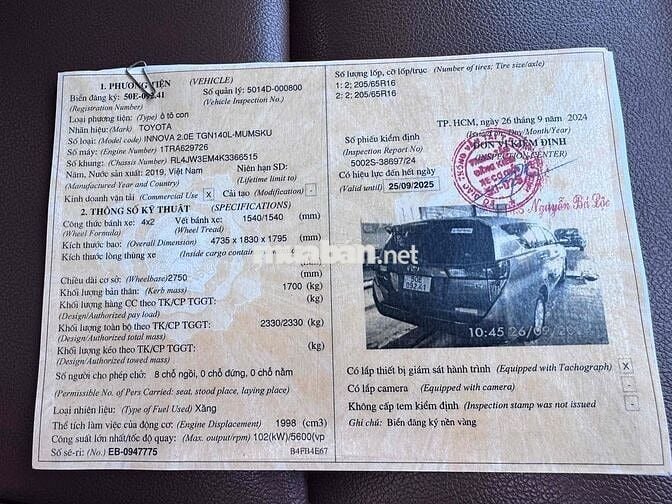 1. PHƯƠNG TIỆN (VEHICLE)
Biển đăng ký: 50E-092.41 Số quản lý: 5014D-000800
(Registration Number) (Vehicle Inspection No.)
Loại phương tiện: (Type) ô tô con
Nhãn hiệu: (Mark) TOYOTA
Số loại: (Model code) INNOVA 2.0E TGN140L-MUMSKU
Số máy: (Engine Number) 1TRA629726
Số khung: (Chassis Number) RL4JW3EM4K3366515
Năm, Nước sản xuất: 2019, Việt Nam Niên hạn SD:
(Manufactured Year and Country) (Lifetime limit to)
Kinh doanh vận tải (Commercial Use) X Cải tạo (Modification) -
2. THÔNG SỐ KỸ THUẬT (SPECIFICATIONS)
Công thức bánh xe: 4x2 Vết bánh xe: 1540/1540 (mm)
(Wheel Formula) (Wheel Tread)
Kích thước bao: (Overall Dimension) 4735 x 1830 x 1795 (mm)
Kích thước lòng thùng xe (Inside cargo container
(mm)
Chiều dài cơ sở: (Wheelbase) 2750 (mm)
Khối lượng bản thân: (Kerb mass) 1700 (kg)
Khối lượng hàng CC theo TK/CP TGGT: (kg)
(Design/Authorized pay load)
Khối lượng toàn bộ theo TK/CP TGGT: 2330/2330 (kg)
(Design/Authorized total mass)
Khối lượng kéo theo TK/CP TGGT: (kg)
(Design/Authorized towed mass)
Số người cho phép chở: 8 chỗ ngồi, 0 chỗ đứng, 0 chỗ nằm
(Permissible No. of Pers Carried: seat, stood place, laying place)
Loại nhiên liệu: (Type of Fuel Used) Xăng
Thể tích làm việc của động cơ: (Engine Displacement) 1998 (cm3)
Công suất lớn nhất/tốc độ quay: (Max. output/rpm) 102(kW)/5600(vp
Số sê-ri: (No.) EB-0947775 B4FB4E67
Số lượng lốp, cỡ lốp/trục (Number of tires; Tire size/axle)
1: 2; 205/65R16
2: 2; 205/65R16
TP. HCM, ngày 26 tháng 9 năm 2024
(Issued on: Day/Month/Year)
Số phiếu kiểm định ĐƠN VỊ KIỂM ĐỊNH
(Inspection Report No) (INSPECTION CENTER)
5002S-38697/24
Có hiệu lực đến hết ngày
Valid until: 25/09/2025
Nguyễn Bá Lộc
muaban.net
092.41
10:45 26/09/2
Có lắp thiết bị giám sát hành trình (Equipped with Tachograph) X
Có lắp camera (Equipped with camera) -
Không cấp tem kiểm định (Inspection stamp was not issued -
Ghi chú: Biển đăng ký nền vàng